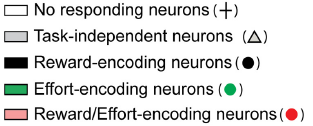 No responding neurons (+)
Task-independent neurons (△)
Reward-encoding neurons (●)
Effort-encoding neurons (●)
Reward/Effort-encoding neurons (●)